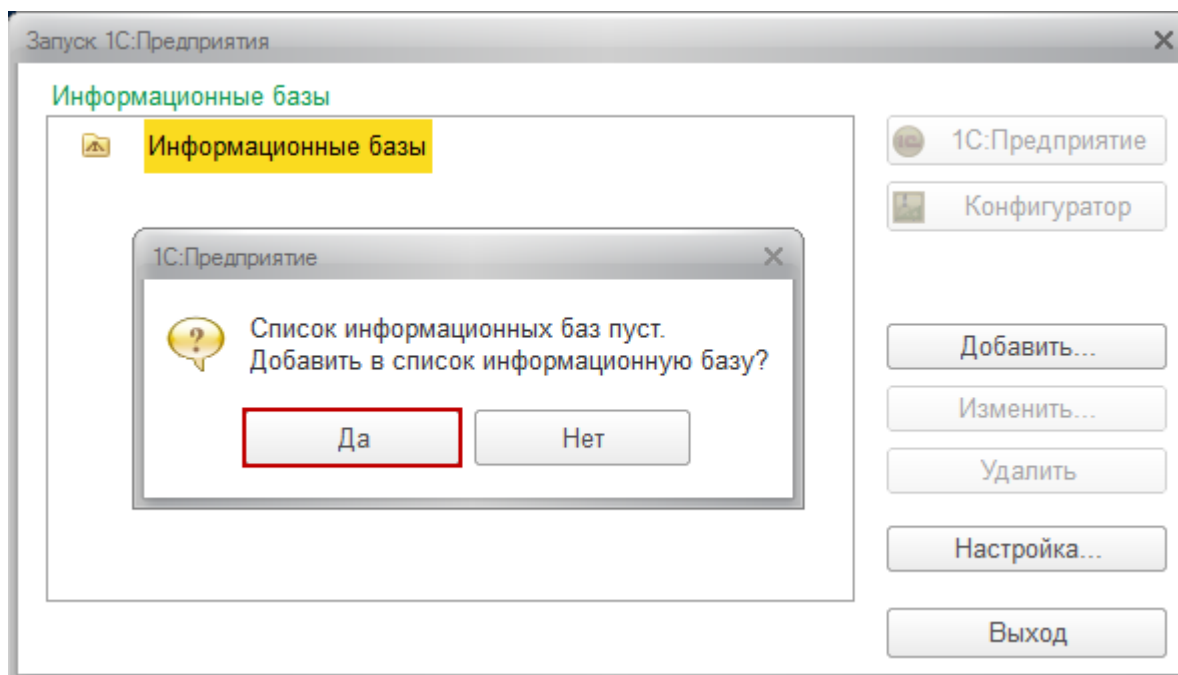 Запуск 1С:Предприятия
Информационные базы
Информационные базы
1С:Предприятие
Конфигуратор
1С:Предприятие
Список информационных баз пуст.
Добавить в список информационную базу?
Да
Нет
Добавить...
Изменить...
Удалить
Настройка...
Выход